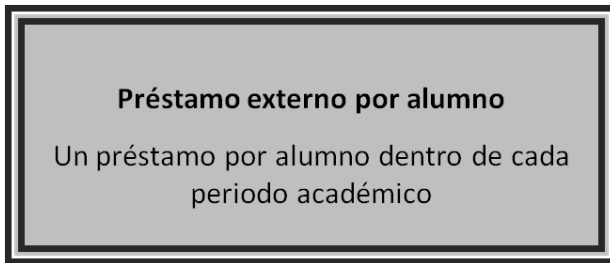 Préstamo externo por alumno
Un préstamo por alumno dentro de cada
periodo académico